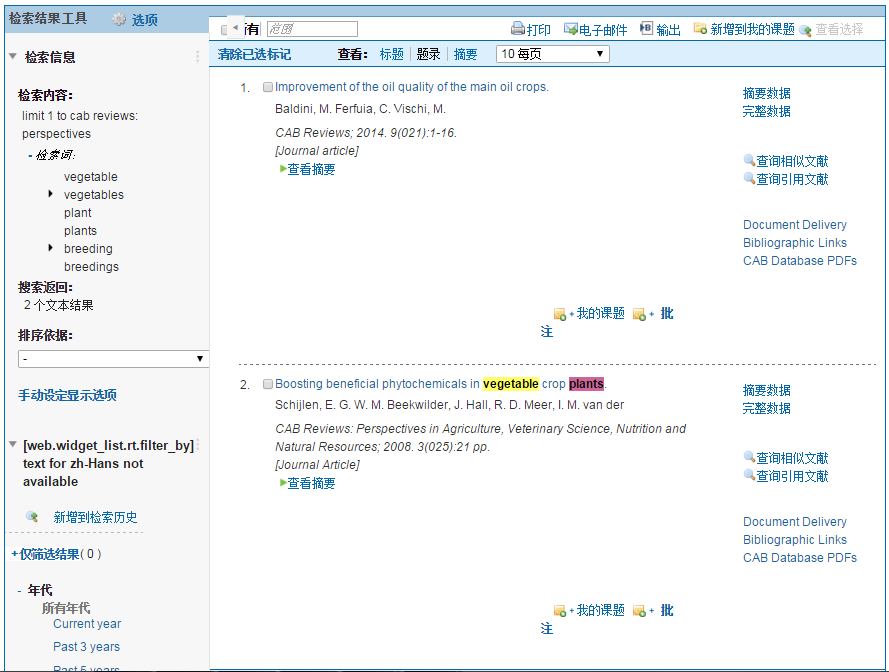 检索结果工具 选项
检索信息
检索内容:
limit 1 to cab reviews:
perspectives
- 检索词:
vegetable
vegetables
plant
plants
breeding
breedings
搜索返回:
2 个文本结果
排序依据:
-
手动设定显示选项
[web.widget_list.rt.filter_by]
text for zh-Hans not
available
新增到检索历史
+仅筛选结果( 0 )
- 年代
所有年代
Current year
Past 3 years
Past 5 years
有 范围 打印 电子邮件 输出 新增到我的课题 查看选择
清除已选标记 查看: 标题 题录 摘要 10 每页
1. Improvement of the oil quality of the main oil crops.
Baldini, M. Ferfuia, C. Vischi, M.
CAB Reviews; 2014. 9(021):1-16.
[Journal article]
查看摘要
摘要数据
完整数据
查询相似文献
查询引用文献
Document Delivery
Bibliographic Links
CAB Database PDFs
+我的课题 + 批
注
2. Boosting beneficial phytochemicals in vegetable crop plants.
Schijlen, E. G. W. M. Beekwilder, J. Hall, R. D. Meer, I. M. van der
CAB Reviews: Perspectives in Agriculture, Veterinary Science, Nutrition and
Natural Resources; 2008. 3(025):21 pp.
[Journal Article]
查看摘要
摘要数据
完整数据
查询相似文献
查询引用文献
Document Delivery
Bibliographic Links
CAB Database PDFs
+我的课题 + 批
注